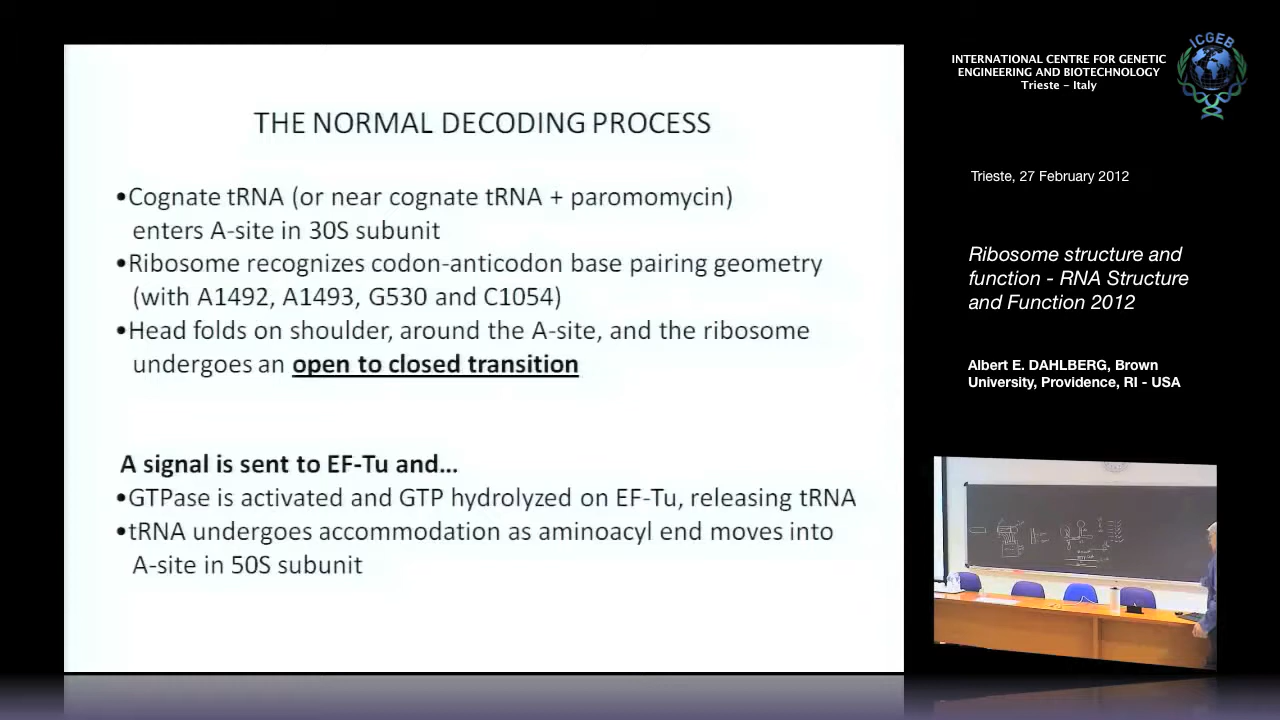 THE NORMAL DECODING PROCESS
•Cognate tRNA (or near cognate tRNA + paromomycin)
enters A-site in 30S subunit
•Ribosome recognizes codon-anticodon base pairing geometry
(with A1492, A1493, G530 and C1054)
•Head folds on shoulder, around the A-site, and the ribosome
undergoes an open to closed transition
A signal is sent to EF-Tu and...
•GTPase is activated and GTP hydrolyzed on EF-Tu, releasing tRNA
•tRNA undergoes accommodation as aminoacyl end moves into
A-site in 50S subunit
INTERNATIONAL CENTRE FOR GENETIC
ENGINEERING AND BIOTECHNOLOGY
Trieste - Italy
ICGEB
Trieste, 27 February 2012
Ribosome structure and
function - RNA Structure
and Function 2012
Albert E. DAHLBERG, Brown
University, Providence, RI - USA